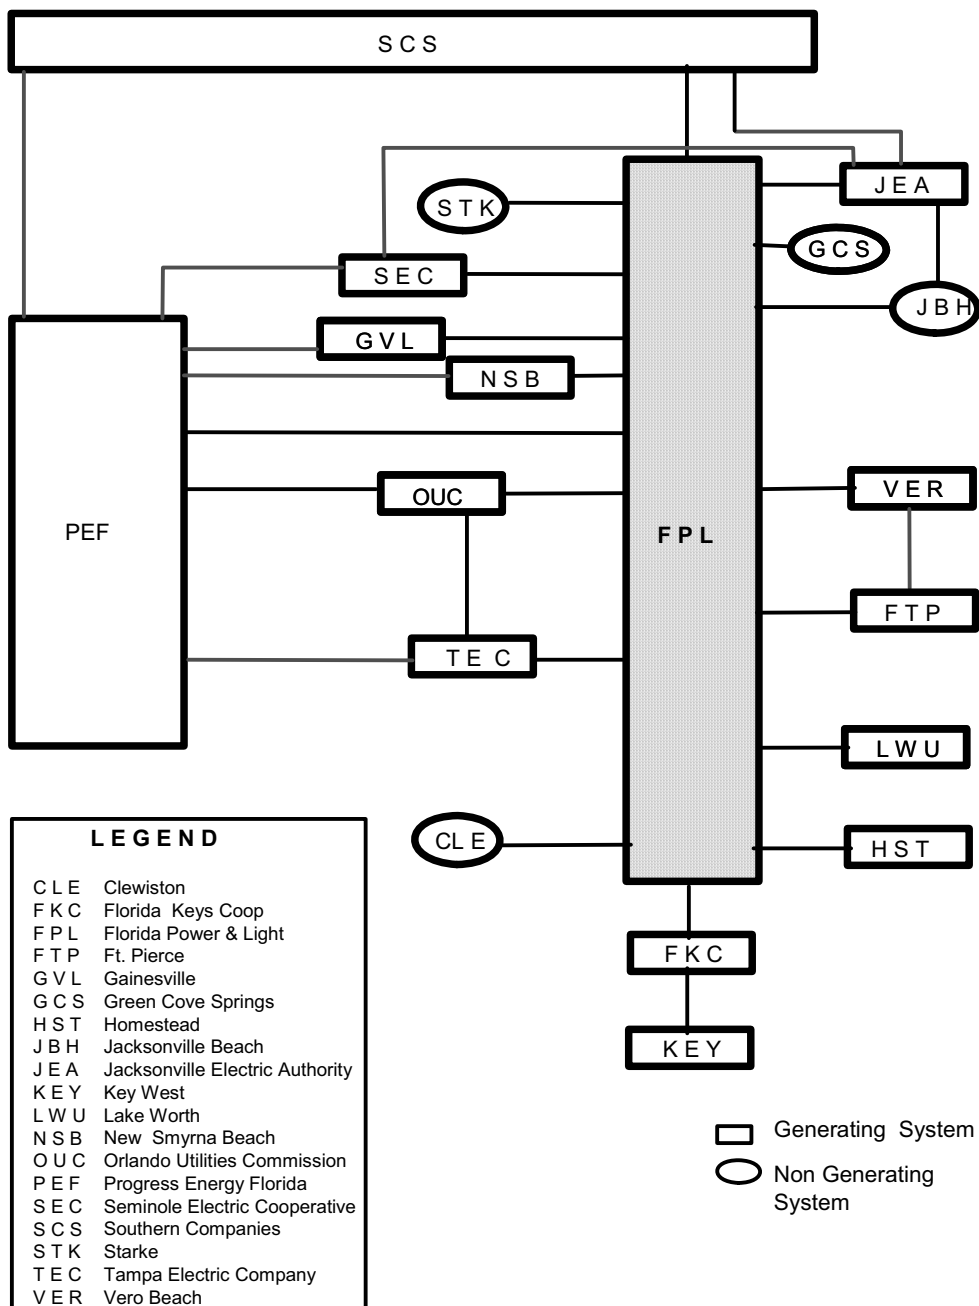 S C S
J E A
S T K
G C S
S E C
J B H
G V L
N S B
V E R
OUC
PEF
F P L
F T P
T E C
L W U
CL E
H S T
F K C
K E Y
L E G E N D
C L E Clewiston
F K C Florida Keys Coop
F P L Florida Power & Light
F T P Ft. Pierce
G V L Gainesville
G C S Green Cove Springs
H S T Homestead
J B H Jacksonville Beach
J E A Jacksonville Electric Authority
K E Y Key West
L W U Lake Worth
N S B New Smyrna Beach
O U C Orlando Utilities Commission
P E F Progress Energy Florida
S E C Seminole Electric Cooperative
S C S Southern Companies
S T K Starke
T E C Tampa Electric Company
V E R Vero Beach
Generating System
Non Generating
System